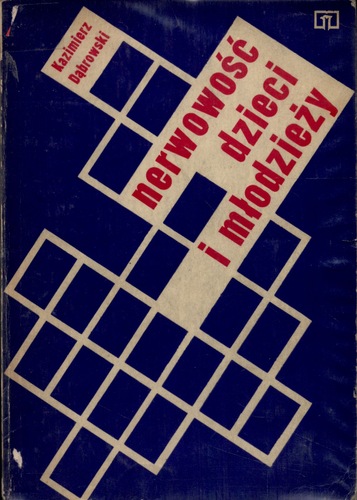 Kazimierz
Dąbrowski
nerwowość
dzieci
i młodzieży